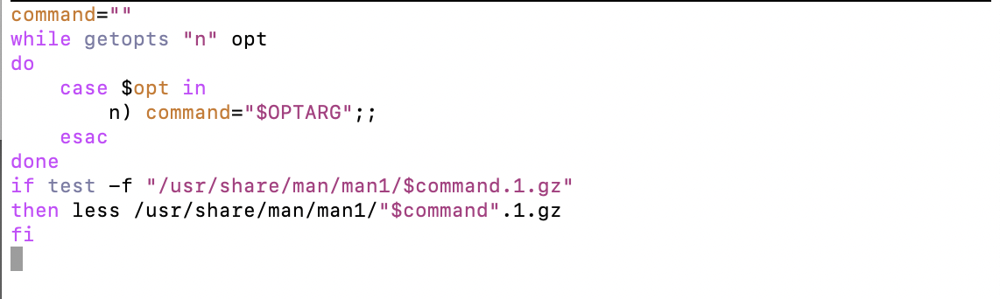 command=""
while getopts "n" opt
do
    case $opt in
        n) command="$OPTARG";;
    esac
done
if test -f "/usr/share/man/man1/$command.1.gz"
then less /usr/share/man/man1/"$command".1.gz
fi